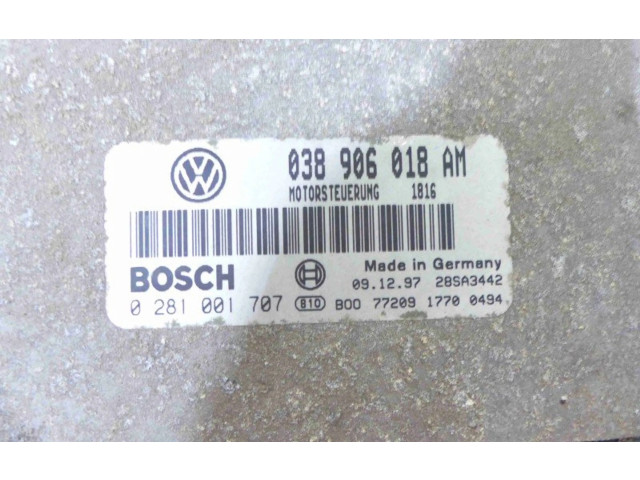 038 906 018 AM
MOTORSTEUERUNG 1816
BOSCH
Made in Germany
09.12.97 28SA3442
0 281 001 707 810 B00 77209 1770 0494